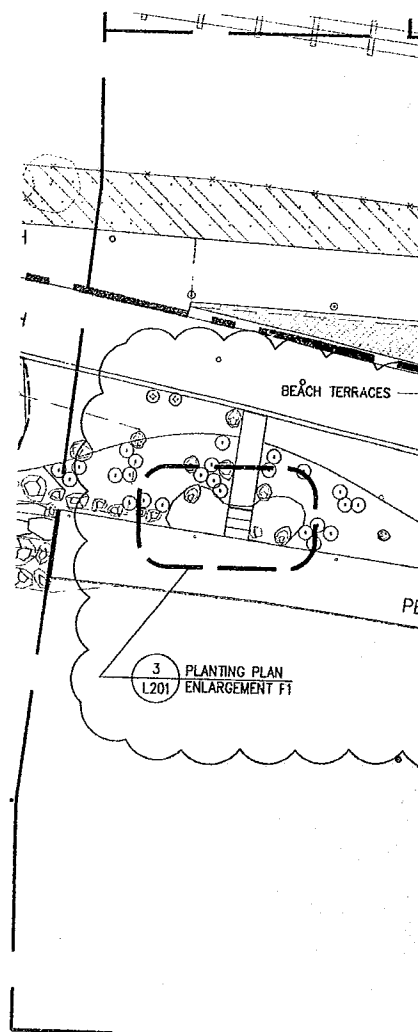 BEACH TERRACES
PE
3
L201
PLANTING PLAN
ENLARGEMENT F1